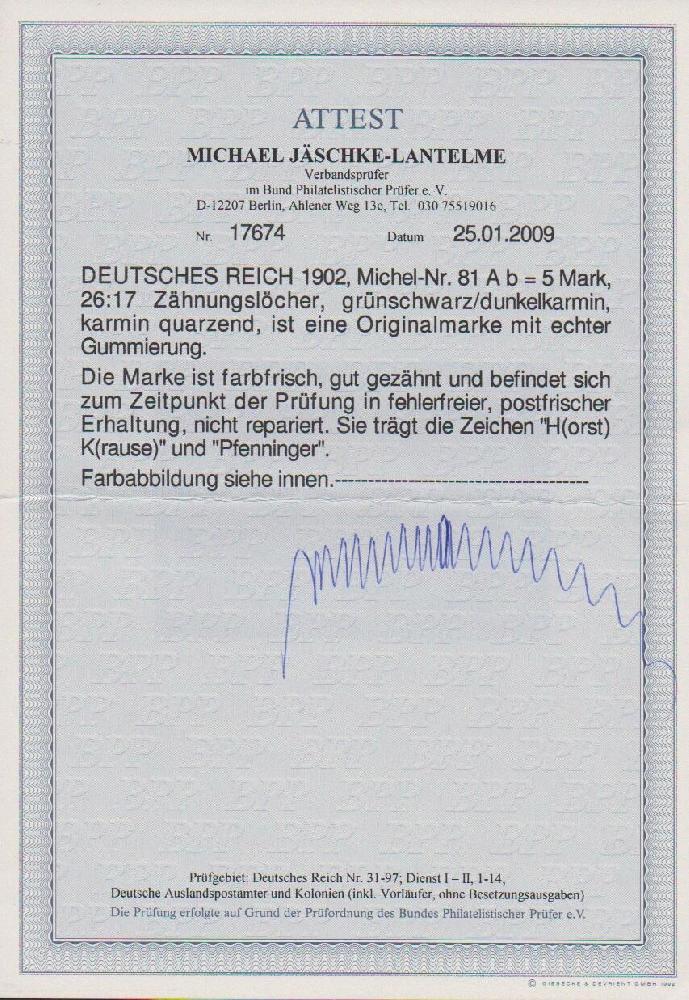 ATTEST
MICHAEL JÄSCHKE-LANTELME
Verbandsprüfer
im Bund Philatelistischer Prüfer e. V.
D-12207 Berlin, Ahlener Weg 13c, Tel. 030 75519016
Nr. 17674 Datum 25.01.2009
DEUTSCHES REICH 1902, Michel-Nr. 81 A b = 5 Mark,
26:17 Zähnungslöcher, grünschwarz/dunkelkarmin,
karmin quarzend, ist eine Originalmarke mit echter
Gummierung.
Die Marke ist farbfrisch, gut gezähnt und befindet sich
zum Zeitpunkt der Prüfung in fehlerfreier, postfrischer
Erhaltung, nicht repariert. Sie trägt die Zeichen "H(orst)
K(rause)" und "Pfenninger".
Farbabbildung siehe innen.--------------------------------------
Prüfgebiet: Deutsches Reich Nr. 31-97; Dienst I – II, 1-14,
Deutsche Auslandspostämter und Kolonien (inkl. Vorläufer, ohne Besetzungsausgaben)
Die Prüfung erfolgte auf Grund der Prüfordnung des Bundes Philatelistischer Prüfer e.V.
© GIESECKE & DEVRIENT GMBH